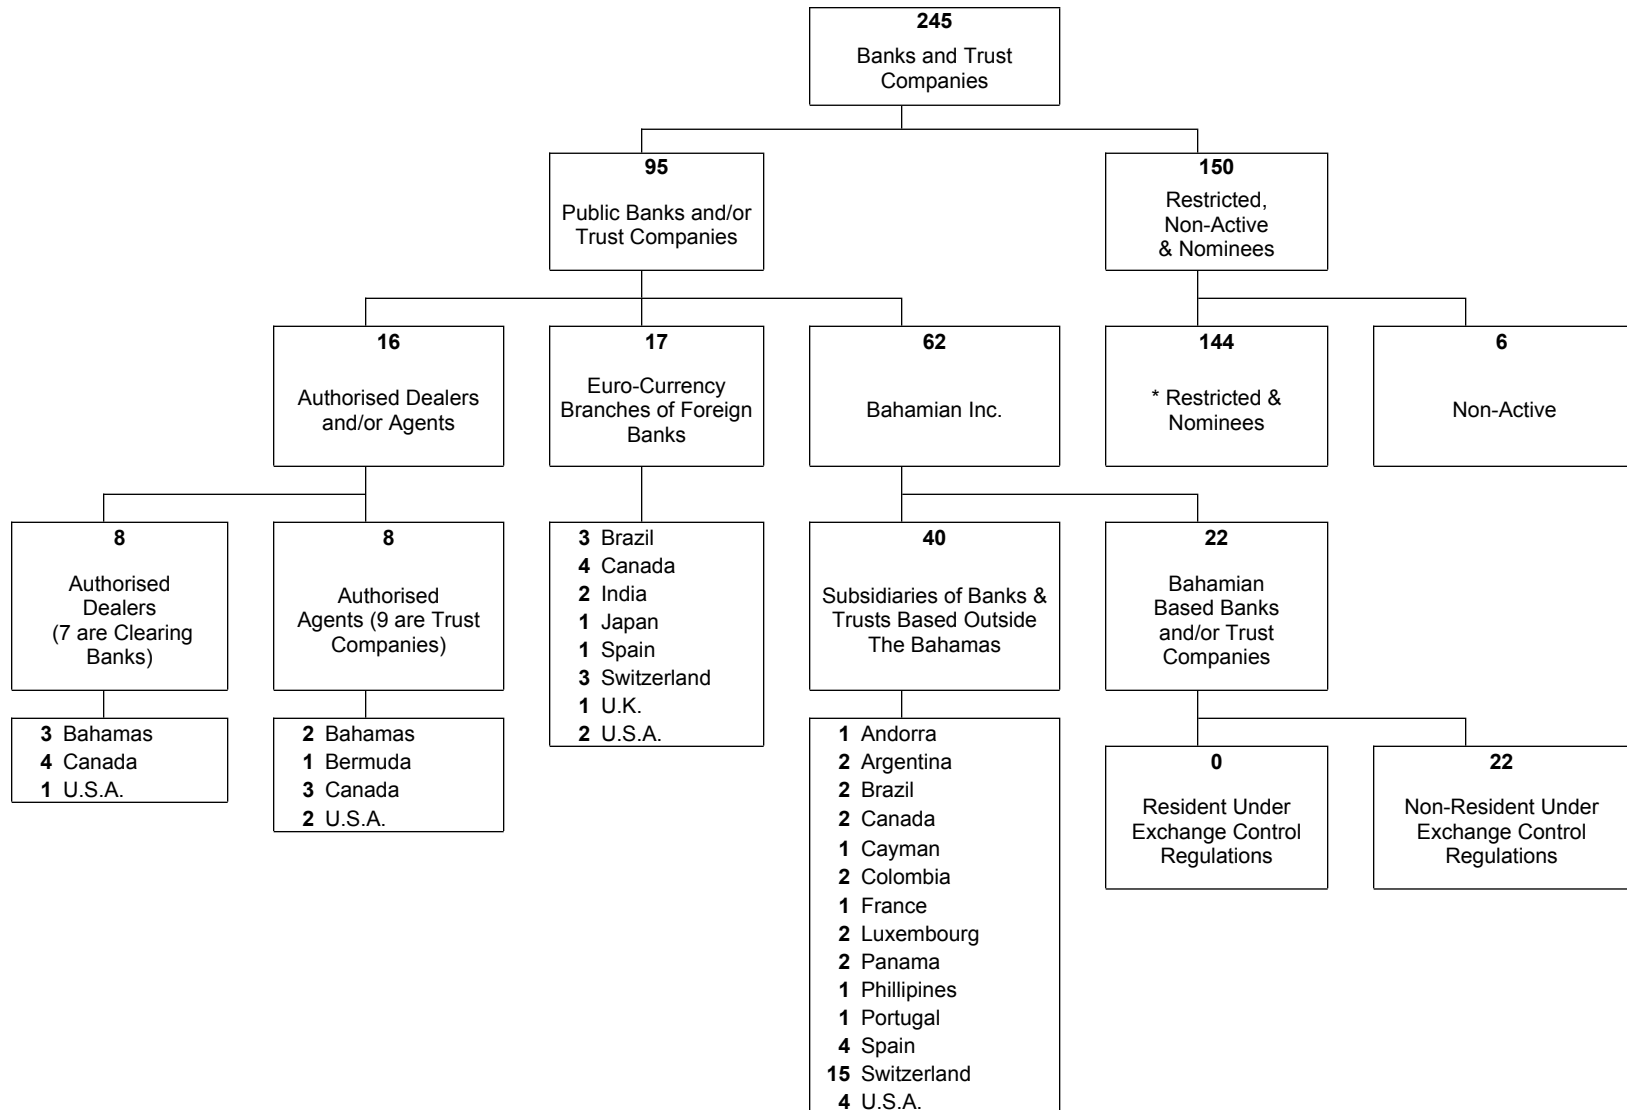 245
Banks and Trust
Companies
95
Public Banks and/or
Trust Companies
150
Restricted,
Non-Active
& Nominees
16
Authorised Dealers
and/or Agents
17
Euro-Currency
Branches of Foreign
Banks
62
Bahamian Inc.
144
* Restricted &
Nominees
6
Non-Active
8
Authorised
Dealers
(7 are Clearing
Banks)
8
Authorised
Agents (9 are Trust
Companies)
3 Brazil
4 Canada
2 India
1 Japan
1 Spain
3 Switzerland
1 U.K.
2 U.S.A.
40
Subsidiaries of Banks &
Trusts Based Outside
The Bahamas
22
Bahamian
Based Banks
and/or Trust
Companies
3 Bahamas
4 Canada
1 U.S.A.
2 Bahamas
1 Bermuda
3 Canada
2 U.S.A.
1 Andorra
2 Argentina
2 Brazil
2 Canada
1 Cayman
2 Colombia
1 France
2 Luxembourg
2 Panama
1 Phillipines
1 Portugal
4 Spain
15 Switzerland
4 U.S.A.
0
Resident Under
Exchange Control
Regulations
22
Non-Resident Under
Exchange Control
Regulations